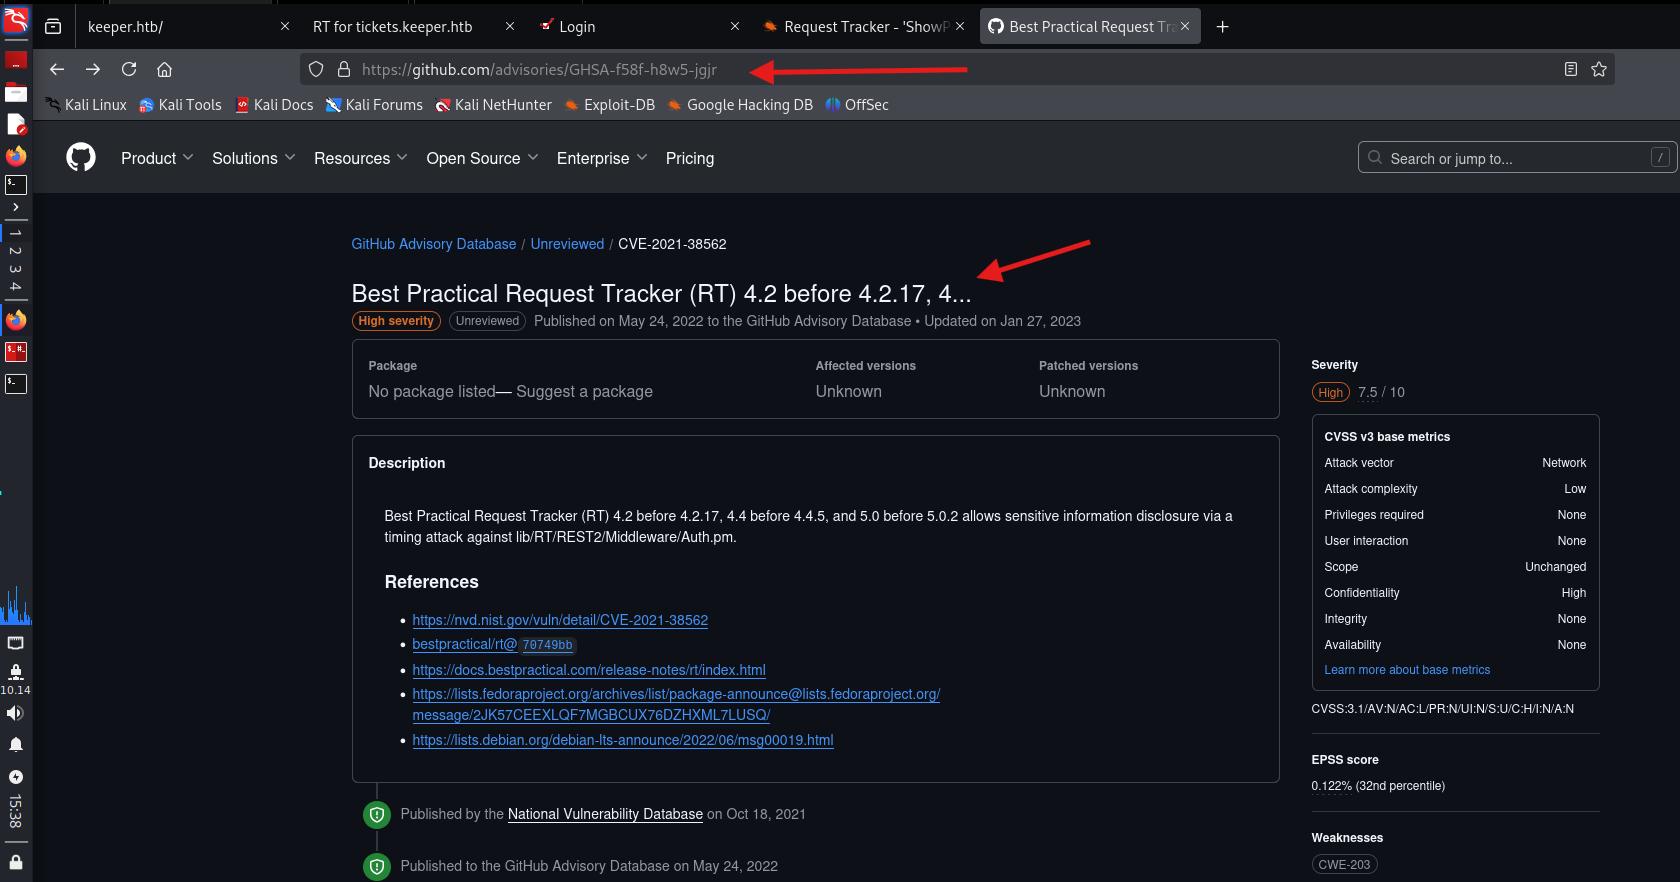 keeper.htb/
RT for tickets.keeper.htb
Login
Request Tracker - 'ShowP
Best Practical Request Tra
https://github.com/advisories/GHSA-f58f-h8w5-jgjr
Kali Linux
Kali Tools
Kali Docs
Kali Forums
Kali NetHunter
Exploit-DB
Google Hacking DB
OffSec
Product
Solutions
Resources
Open Source
Enterprise
Pricing
Search or jump to...
/
GitHub Advisory Database / Unreviewed / CVE-2021-38562
Best Practical Request Tracker (RT) 4.2 before 4.2.17, 4...
High severity Unreviewed Published on May 24, 2022 to the GitHub Advisory Database • Updated on Jan 27, 2023
Package
No package listed— Suggest a package
Affected versions
Unknown
Patched versions
Unknown
Description
Best Practical Request Tracker (RT) 4.2 before 4.2.17, 4.4 before 4.4.5, and 5.0 before 5.0.2 allows sensitive information disclosure via a
timing attack against lib/RT/REST2/Middleware/Auth.pm.
References
• https://nvd.nist.gov/vuln/detail/CVE-2021-38562
• bestpractical/rt@70749bb
• https://docs.bestpractical.com/release-notes/rt/index.html
• https://lists.fedoraproject.org/archives/list/package-announce@lists.fedoraproject.org/
message/2JK57CEEXLQF7MGBCUX76DZHXML7LUSQ/
• https://lists.debian.org/debian-lts-announce/2022/06/msg00019.html
Published by the National Vulnerability Database on Oct 18, 2021
Published to the GitHub Advisory Database on May 24, 2022
Severity
High 7.5 / 10
CVSS v3 base metrics
Attack vector Network
Attack complexity Low
Privileges required None
User interaction None
Scope Unchanged
Confidentiality High
Integrity None
Availability None
Learn more about base metrics
CVSS:3.1/AV:N/AC:L/PR:N/UI:N/S:U/C:H/I:N/A:N
EPSS score
0.122% (32nd percentile)
Weaknesses
CWE-203
1
2
3
4
10.14
15:38